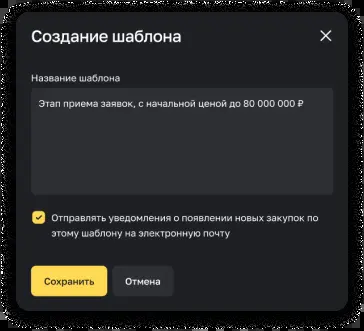 Создание шаблона
Название шаблона
Этап приема заявок, с начальной ценой до 80 000 000 ₽
Отправлять уведомления о появлении новых закупок по
этому шаблону на электронную почту
Сохранить
Отмена